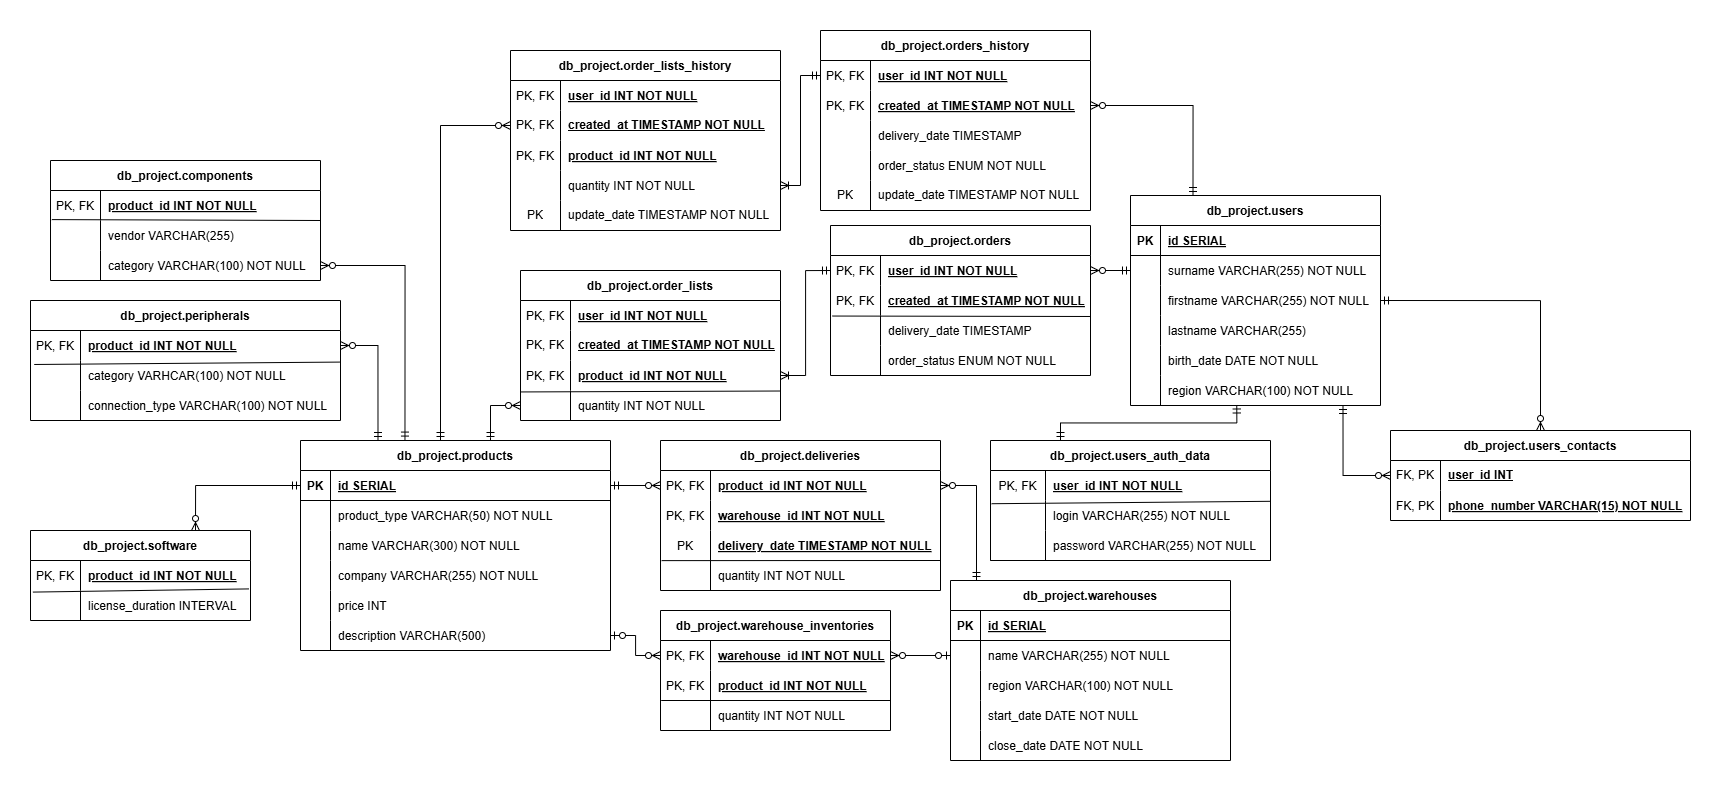 db_project.orders_history
PK, FK user_id INT NOT NULL
PK, FK created_at TIMESTAMP NOT NULL
delivery_date TIMESTAMP
order_status ENUM NOT NULL
PK update_date TIMESTAMP NOT NULL
db_project.order_lists_history
PK, FK user_id INT NOT NULL
PK, FK created_at TIMESTAMP NOT NULL
PK, FK product_id INT NOT NULL
quantity INT NOT NULL
PK update_date TIMESTAMP NOT NULL
db_project.components
PK, FK product_id INT NOT NULL
vendor VARCHAR(255)
category VARCHAR(100) NOT NULL
db_project.users
PK id SERIAL
surname VARCHAR(255) NOT NULL
firstname VARCHAR(255) NOT NULL
lastname VARCHAR(255)
birth_date DATE NOT NULL
region VARCHAR(100) NOT NULL
db_project.orders
PK, FK user_id INT NOT NULL
PK, FK created_at TIMESTAMP NOT NULL
delivery_date TIMESTAMP
order_status ENUM NOT NULL
db_project.order_lists
PK, FK user_id INT NOT NULL
PK, FK created_at TIMESTAMP NOT NULL
PK, FK product_id INT NOT NULL
quantity INT NOT NULL
db_project.peripherals
PK, FK product_id INT NOT NULL
category VARHCAR(100) NOT NULL
connection_type VARCHAR(100) NOT NULL
db_project.products
PK id SERIAL
product_type VARCHAR(50) NOT NULL
name VARCHAR(300) NOT NULL
company VARCHAR(255) NOT NULL
price INT
description VARCHAR(500)
db_project.deliveries
PK, FK product_id INT NOT NULL
PK, FK warehouse_id INT NOT NULL
PK delivery_date TIMESTAMP NOT NULL
quantity INT NOT NULL
db_project.users_auth_data
PK, FK user_id INT NOT NULL
login VARCHAR(255) NOT NULL
password VARCHAR(255) NOT NULL
db_project.users_contacts
FK, PK user_id INT
FK, PK phone_number VARCHAR(15) NOT NULL
db_project.software
PK, FK product_id INT NOT NULL
license_duration INTERVAL
db_project.warehouse_inventories
PK, FK warehouse_id INT NOT NULL
PK, FK product_id INT NOT NULL
quantity INT NOT NULL
db_project.warehouses
PK id SERIAL
name VARCHAR(255) NOT NULL
region VARCHAR(100) NOT NULL
start_date DATE NOT NULL
close_date DATE NOT NULL